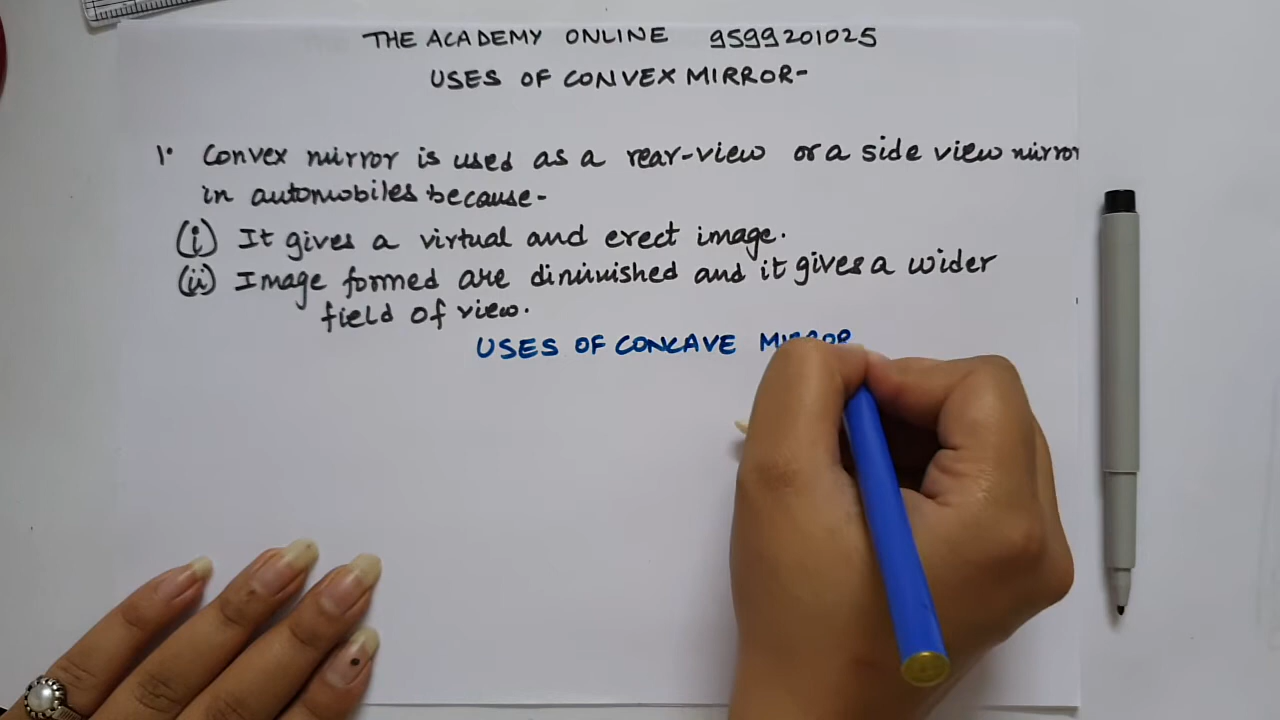 THE ACADEMY ONLINE 9599201025
USES OF CONVEX MIRROR-
1. Convex mirror is used as a rear-view or a side view mirror
in automobiles because-
(i) It gives a virtual and erect image.
(ii) Image formed are diminished and it gives a wider
field of view.
USES OF CONCAVE MIRROR